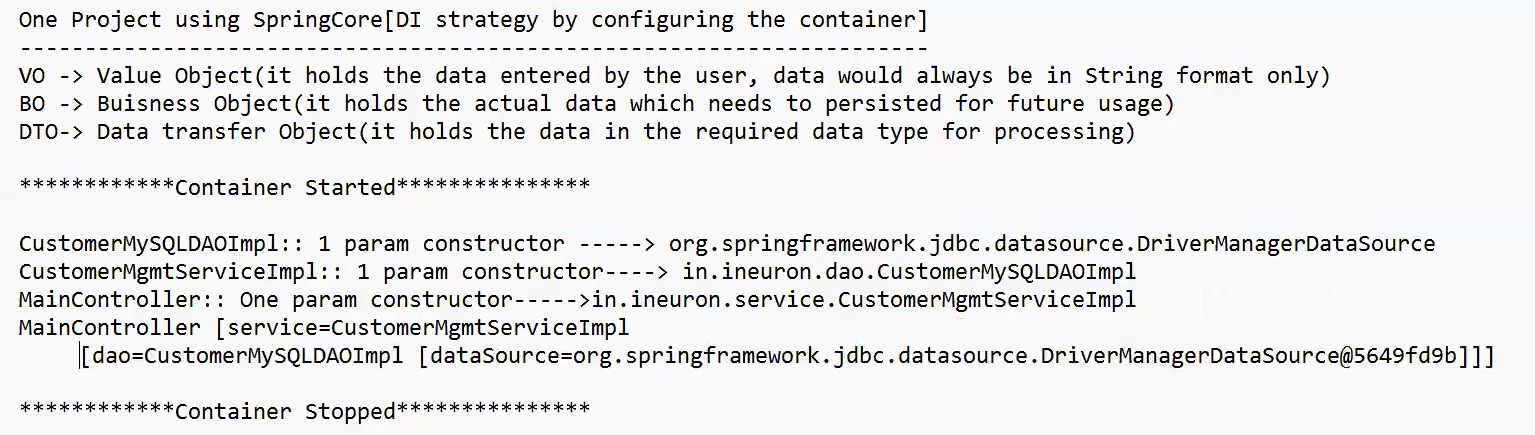 One Project using SpringCore[DI strategy by configuring the container]
----------------------------------------------------------------------
VO -> Value Object(it holds the data entered by the user, data would always be in String format only)
BO -> Buisness Object(it holds the actual data which needs to persisted for future usage)
DTO-> Data transfer Object(it holds the data in the required data type for processing)
************Container Started***************
CustomerMySQLDAOImpl:: 1 param constructor -----> org.springframework.jdbc.datasource.DriverManagerDataSource
CustomerMgmtServiceImpl:: 1 param constructor----> in.ineuron.dao.CustomerMySQLDAOImpl
MainController:: One param constructor----->in.ineuron.service.CustomerMgmtServiceImpl
MainController [service=CustomerMgmtServiceImpl
[dao=CustomerMySQLDAOImpl [dataSource=org.springframework.jdbc.datasource.DriverManagerDataSource@5649fd9b]]]
************Container Stopped***************